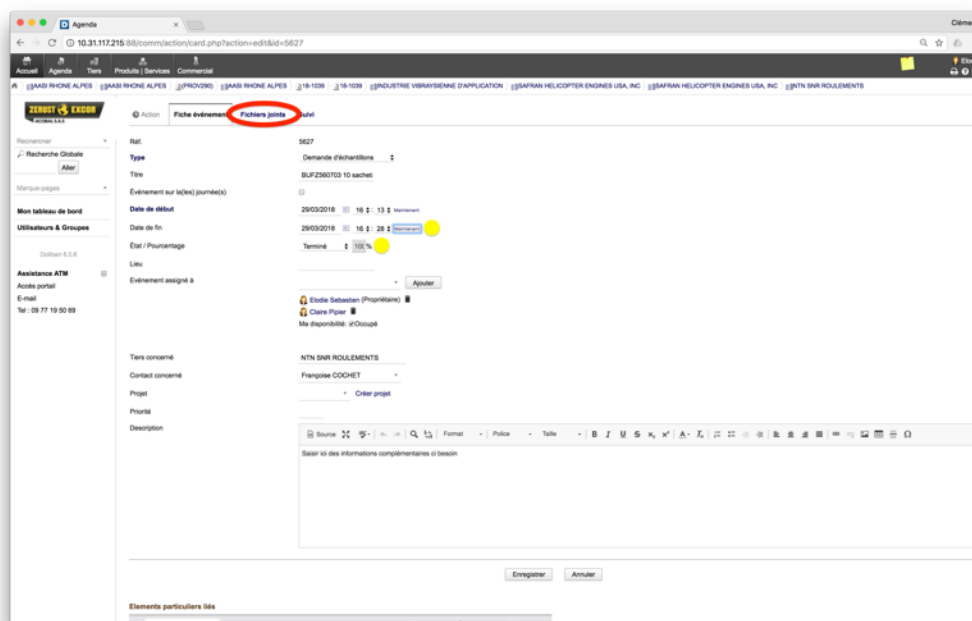 Agenda
Cléme
10.31.117.215:88/comm/action/card.php?action=edit&id=5627
Accueil Agenda Tiers Produits | Services Commercial
Elo
AASI RHONE ALPES AASI RHONE ALPES (PROV290) AASI RHONE ALPES 18-1039 18-1039 INDUSTRIE VIBRAYSIENNE D'APPLICATION SAFRAN HELICOPTER ENGINES USA, INC SAFRAN HELICOPTER ENGINES USA, INC NTN SNR ROULEMENTS
ZERUST EXCOR
ACOBAL S.A.S
Action Fiche événement Fichiers joints Suivi
Rechercher
Recherche Globale
Aller
Marque-pages
Mon tableau de bord
Utilisateurs & Groupes
Dolibarr 6.0.6
Assistance ATM
Accès portail
E-mail
Tel : 09 77 19 50 69
Réf. 5627
Type Demande d'échantillons
Titre BUFZ560703 10 sachets
Événement sur la(les) journée(s)
Date de début 29/03/2018 16 : 13 Maintenant
Date de fin 29/03/2018 16 : 28 Maintenant
État / Pourcentage Terminé 100 %
Lieu
Evénement assigné à Ajouter
Elodie Sebastien (Propriétaire)
Claire Pipier
Ma disponibilité: Occupé
Tiers concerné NTN SNR ROULEMENTS
Contact concerné Françoise COCHET
Projet Créer projet
Priorité
Description
Source Format Police Taille B I U S x₂ x² A Tx Ω
Saisir ici des informations complémentaires ci besoin
Enregistrer Annuler
Elements particuliers liés